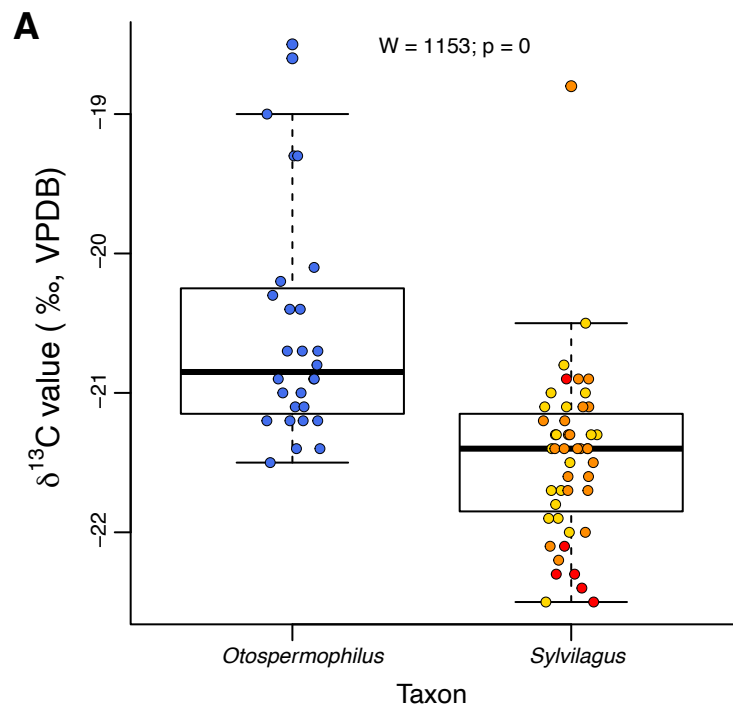 A
W = 1153; p = 0
δ¹³C value ( ‰, VPDB)
-19
-20
-21
-22
Otospermophilus
Sylvilagus
Taxon